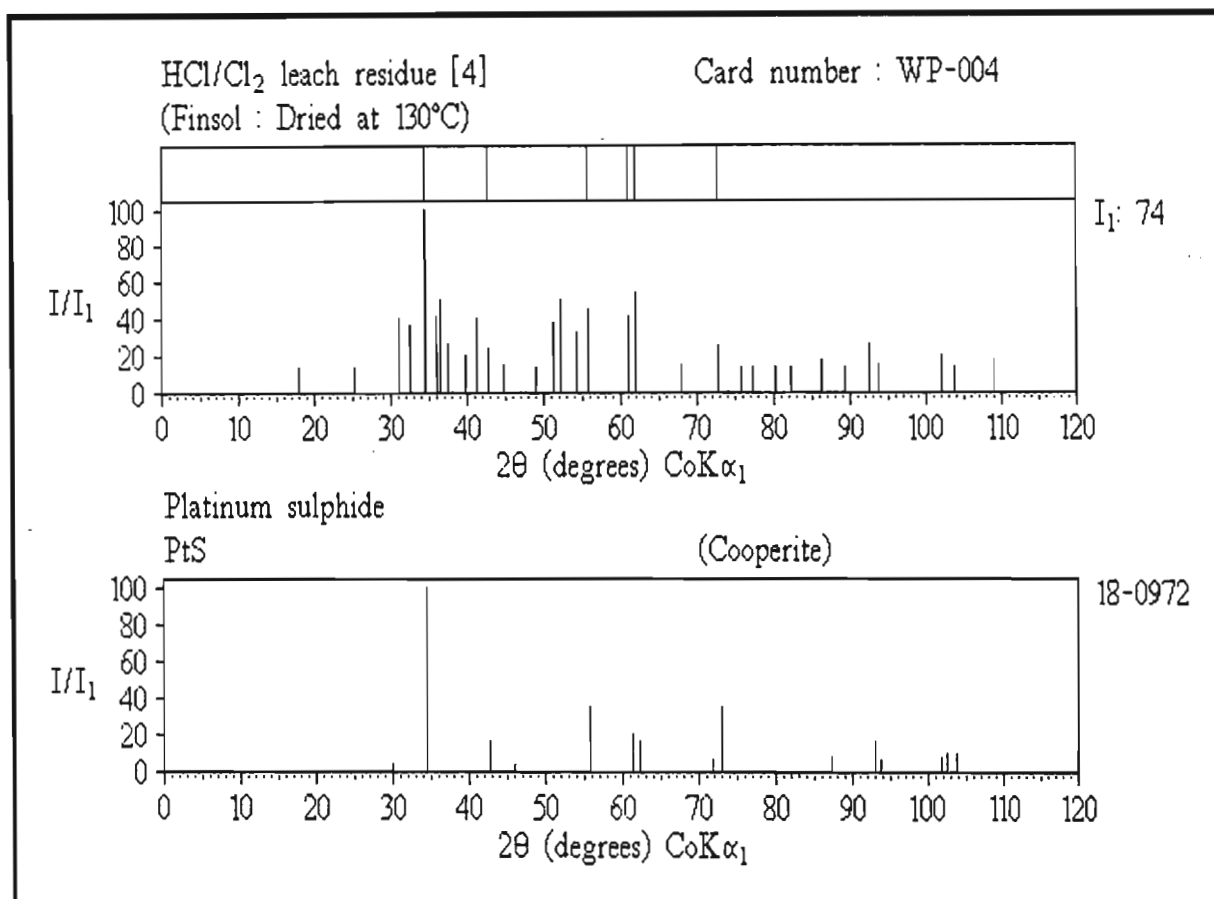 HCl/Cl₂ leach residue [4] Card number : WP-004
(Finsol : Dried at 130°C)
I₁: 74
100
80
60
I/I₁
40
20
0
0 10 20 30 40 50 60 70 80 90 100 110 120
2θ (degrees) CoKα₁
Platinum sulphide
PtS (Cooperite)
18-0972
100
80
60
I/I₁
40
20
0
0 10 20 30 40 50 60 70 80 90 100 110 120
2θ (degrees) CoKα₁